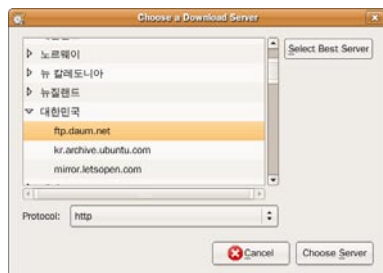 Choose a Download Server
노르웨이
뉴 칼레도니아
뉴질랜드
대한민국
ftp.daum.net
kr.archive.ubuntu.com
mirror.letsopen.com
Select Best Server
Protocol: http
Cancel
Choose Server